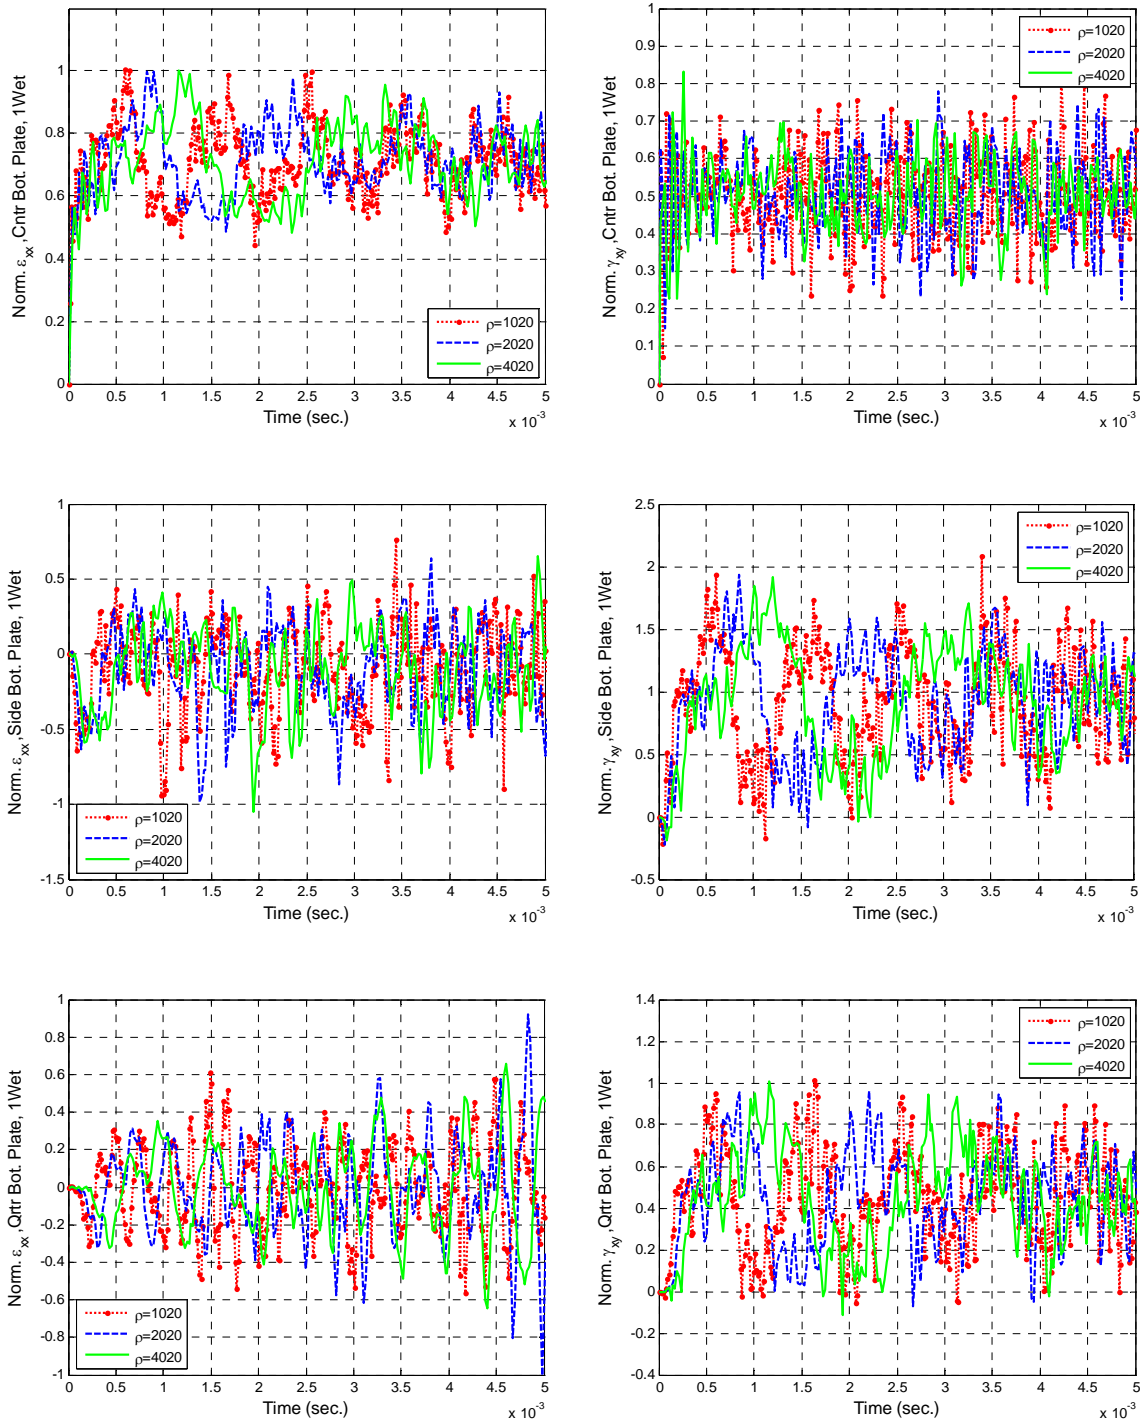 1
0.8
0.6
0.4
0.2
0
0 0.5 1 1.5 2 2.5 3 3.5 4 4.5 5
Time (sec.)
x 10-3
Norm. εxx,Cntr Bot. Plate, 1Wet
ρ=1020
ρ=2020
ρ=4020
1
0.9
0.8
0.7
0.6
0.5
0.4
0.3
0.2
0.1
0
0 0.5 1 1.5 2 2.5 3 3.5 4 4.5 5
Time (sec.)
x 10-3
Norm. γxy,Cntr Bot. Plate, 1Wet
ρ=1020
ρ=2020
ρ=4020
1
0.5
0
-0.5
-1
-1.5
0 0.5 1 1.5 2 2.5 3 3.5 4 4.5 5
Time (sec.)
x 10-3
Norm. εxx,Side Bot. Plate, 1Wet
ρ=1020
ρ=2020
ρ=4020
2.5
2
1.5
1
0.5
0
-0.5
0 0.5 1 1.5 2 2.5 3 3.5 4 4.5 5
Time (sec.)
x 10-3
Norm. γxy,Side Bot. Plate, 1Wet
ρ=1020
ρ=2020
ρ=4020
1
0.8
0.6
0.4
0.2
0
-0.2
-0.4
-0.6
-0.8
-1
0 0.5 1 1.5 2 2.5 3 3.5 4 4.5 5
Time (sec.)
x 10-3
Norm. εxx,Qrtr Bot. Plate, 1Wet
ρ=1020
ρ=2020
ρ=4020
1.4
1.2
1
0.8
0.6
0.4
0.2
0
-0.2
-0.4
0 0.5 1 1.5 2 2.5 3 3.5 4 4.5 5
Time (sec.)
x 10-3
Norm. γxy,Qrtr Bot. Plate, 1Wet
ρ=1020
ρ=2020
ρ=4020